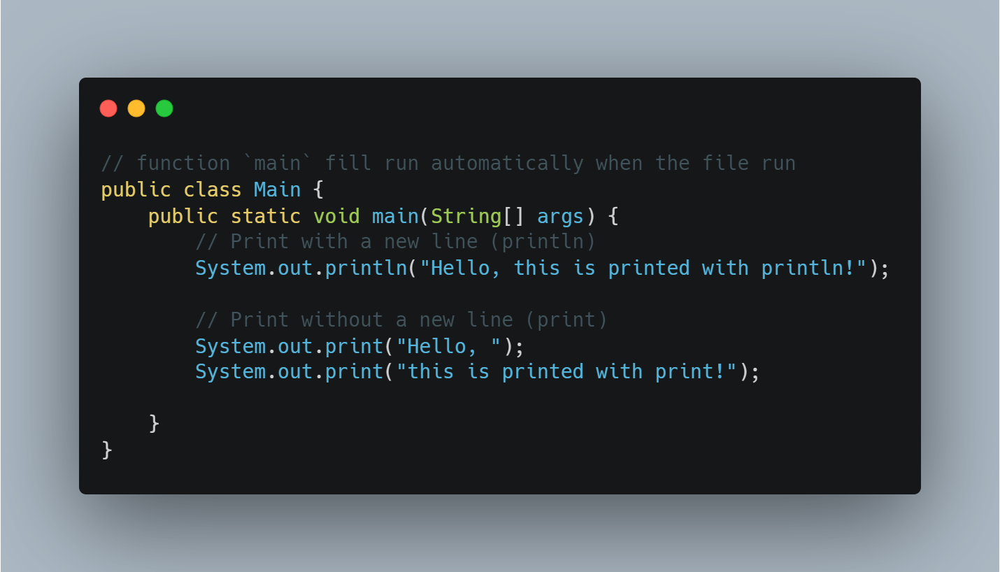 // function `main` fill run automatically when the file run
public class Main {
    public static void main(String[] args) {
        // Print with a new line (println)
        System.out.println("Hello, this is printed with println!");

        // Print without a new line (print)
        System.out.print("Hello, ");
        System.out.print("this is printed with print!");

    }
}